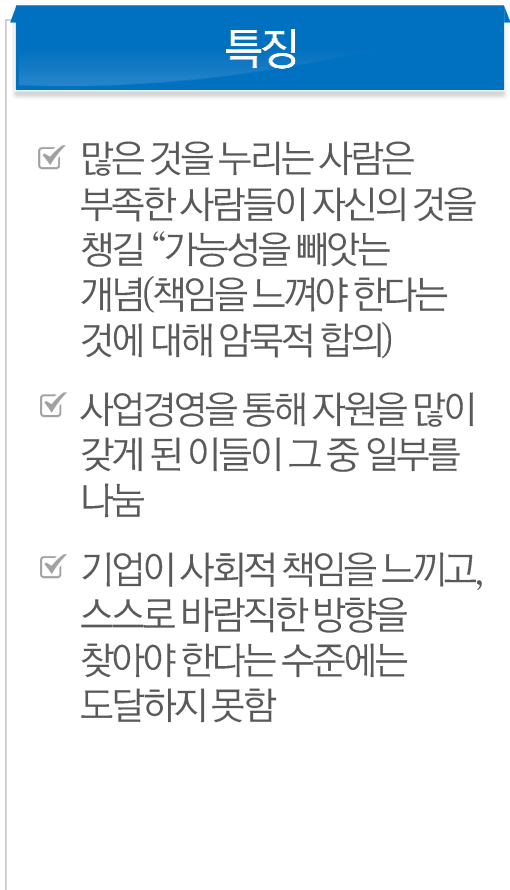 특징
많은 것을 누리는 사람은
부족한 사람들이 자신의 것을
챙길 “가능성을 빼앗는
개념(책임을 느껴야 한다는
것에 대해 암묵적 합의)
사업경영을 통해 자원을 많이
갖게 된 이들이 그 중 일부를
나눔
기업이 사회적 책임을 느끼고,
스스로 바람직한 방향을
찾아야 한다는 수준에는
도달하지 못함